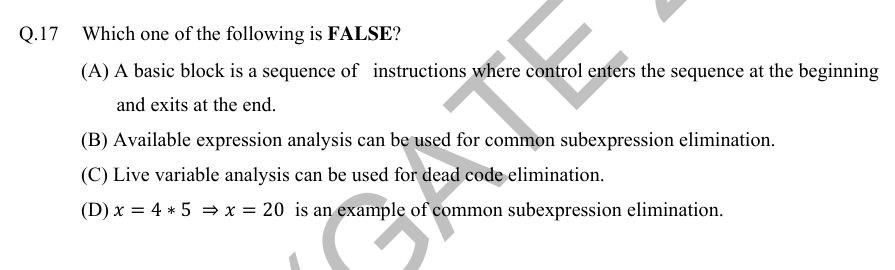 Q.17 Which one of the following is FALSE?
(A) A basic block is a sequence of instructions where control enters the sequence at the beginning
and exits at the end.
(B) Available expression analysis can be used for common subexpression elimination.
(C) Live variable analysis can be used for dead code elimination.
(D) x = 4 ∗ 5 ⇒ x = 20 is an example of common subexpression elimination.
GATE